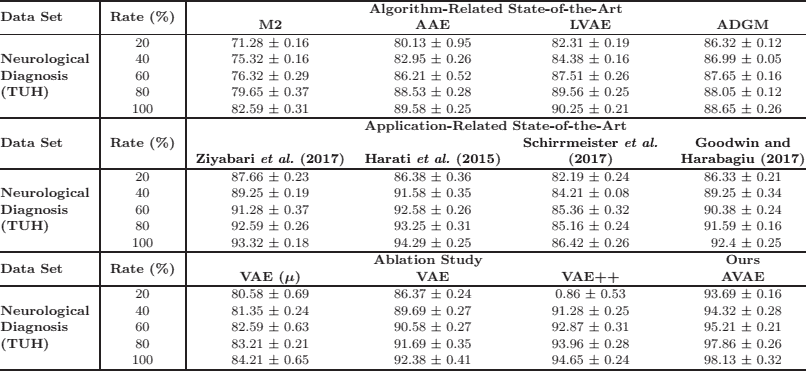 Data Set Rate (%) Algorithm-Related State-of-the-Art
M2 AAE LVAE ADGM
20 71.28 ± 0.16 80.13 ± 0.95 82.31 ± 0.19 86.32 ± 0.12
Neurological 40 75.32 ± 0.16 82.95 ± 0.26 84.38 ± 0.16 86.99 ± 0.05
Diagnosis 60 76.32 ± 0.29 86.21 ± 0.52 87.51 ± 0.26 87.65 ± 0.16
(TUH) 80 79.65 ± 0.37 88.53 ± 0.28 89.56 ± 0.25 88.05 ± 0.12
100 82.59 ± 0.31 89.58 ± 0.25 90.25 ± 0.21 88.65 ± 0.26
Data Set Rate (%) Application-Related State-of-the-Art
Schirrmeister et al. Goodwin and
Ziyabari et al. (2017) Harati et al. (2015) (2017) Harabagiu (2017)
20 87.66 ± 0.23 86.38 ± 0.36 82.19 ± 0.24 86.33 ± 0.21
Neurological 40 89.25 ± 0.19 91.58 ± 0.35 84.21 ± 0.08 89.25 ± 0.34
Diagnosis 60 91.28 ± 0.37 92.58 ± 0.26 85.36 ± 0.32 90.38 ± 0.24
(TUH) 80 92.59 ± 0.26 93.25 ± 0.31 85.16 ± 0.24 91.59 ± 0.16
100 93.32 ± 0.18 94.29 ± 0.25 86.42 ± 0.26 92.4 ± 0.25
Data Set Rate (%) Ablation Study Ours
VAE (μ) VAE VAE++ AVAE
20 80.58 ± 0.69 86.37 ± 0.24 0.86 ± 0.53 93.69 ± 0.16
Neurological 40 81.35 ± 0.24 89.69 ± 0.27 91.28 ± 0.25 94.32 ± 0.28
Diagnosis 60 82.59 ± 0.63 90.58 ± 0.27 92.87 ± 0.31 95.21 ± 0.21
(TUH) 80 83.21 ± 0.21 91.69 ± 0.35 93.96 ± 0.28 97.86 ± 0.26
100 84.21 ± 0.65 92.38 ± 0.41 94.65 ± 0.24 98.13 ± 0.32